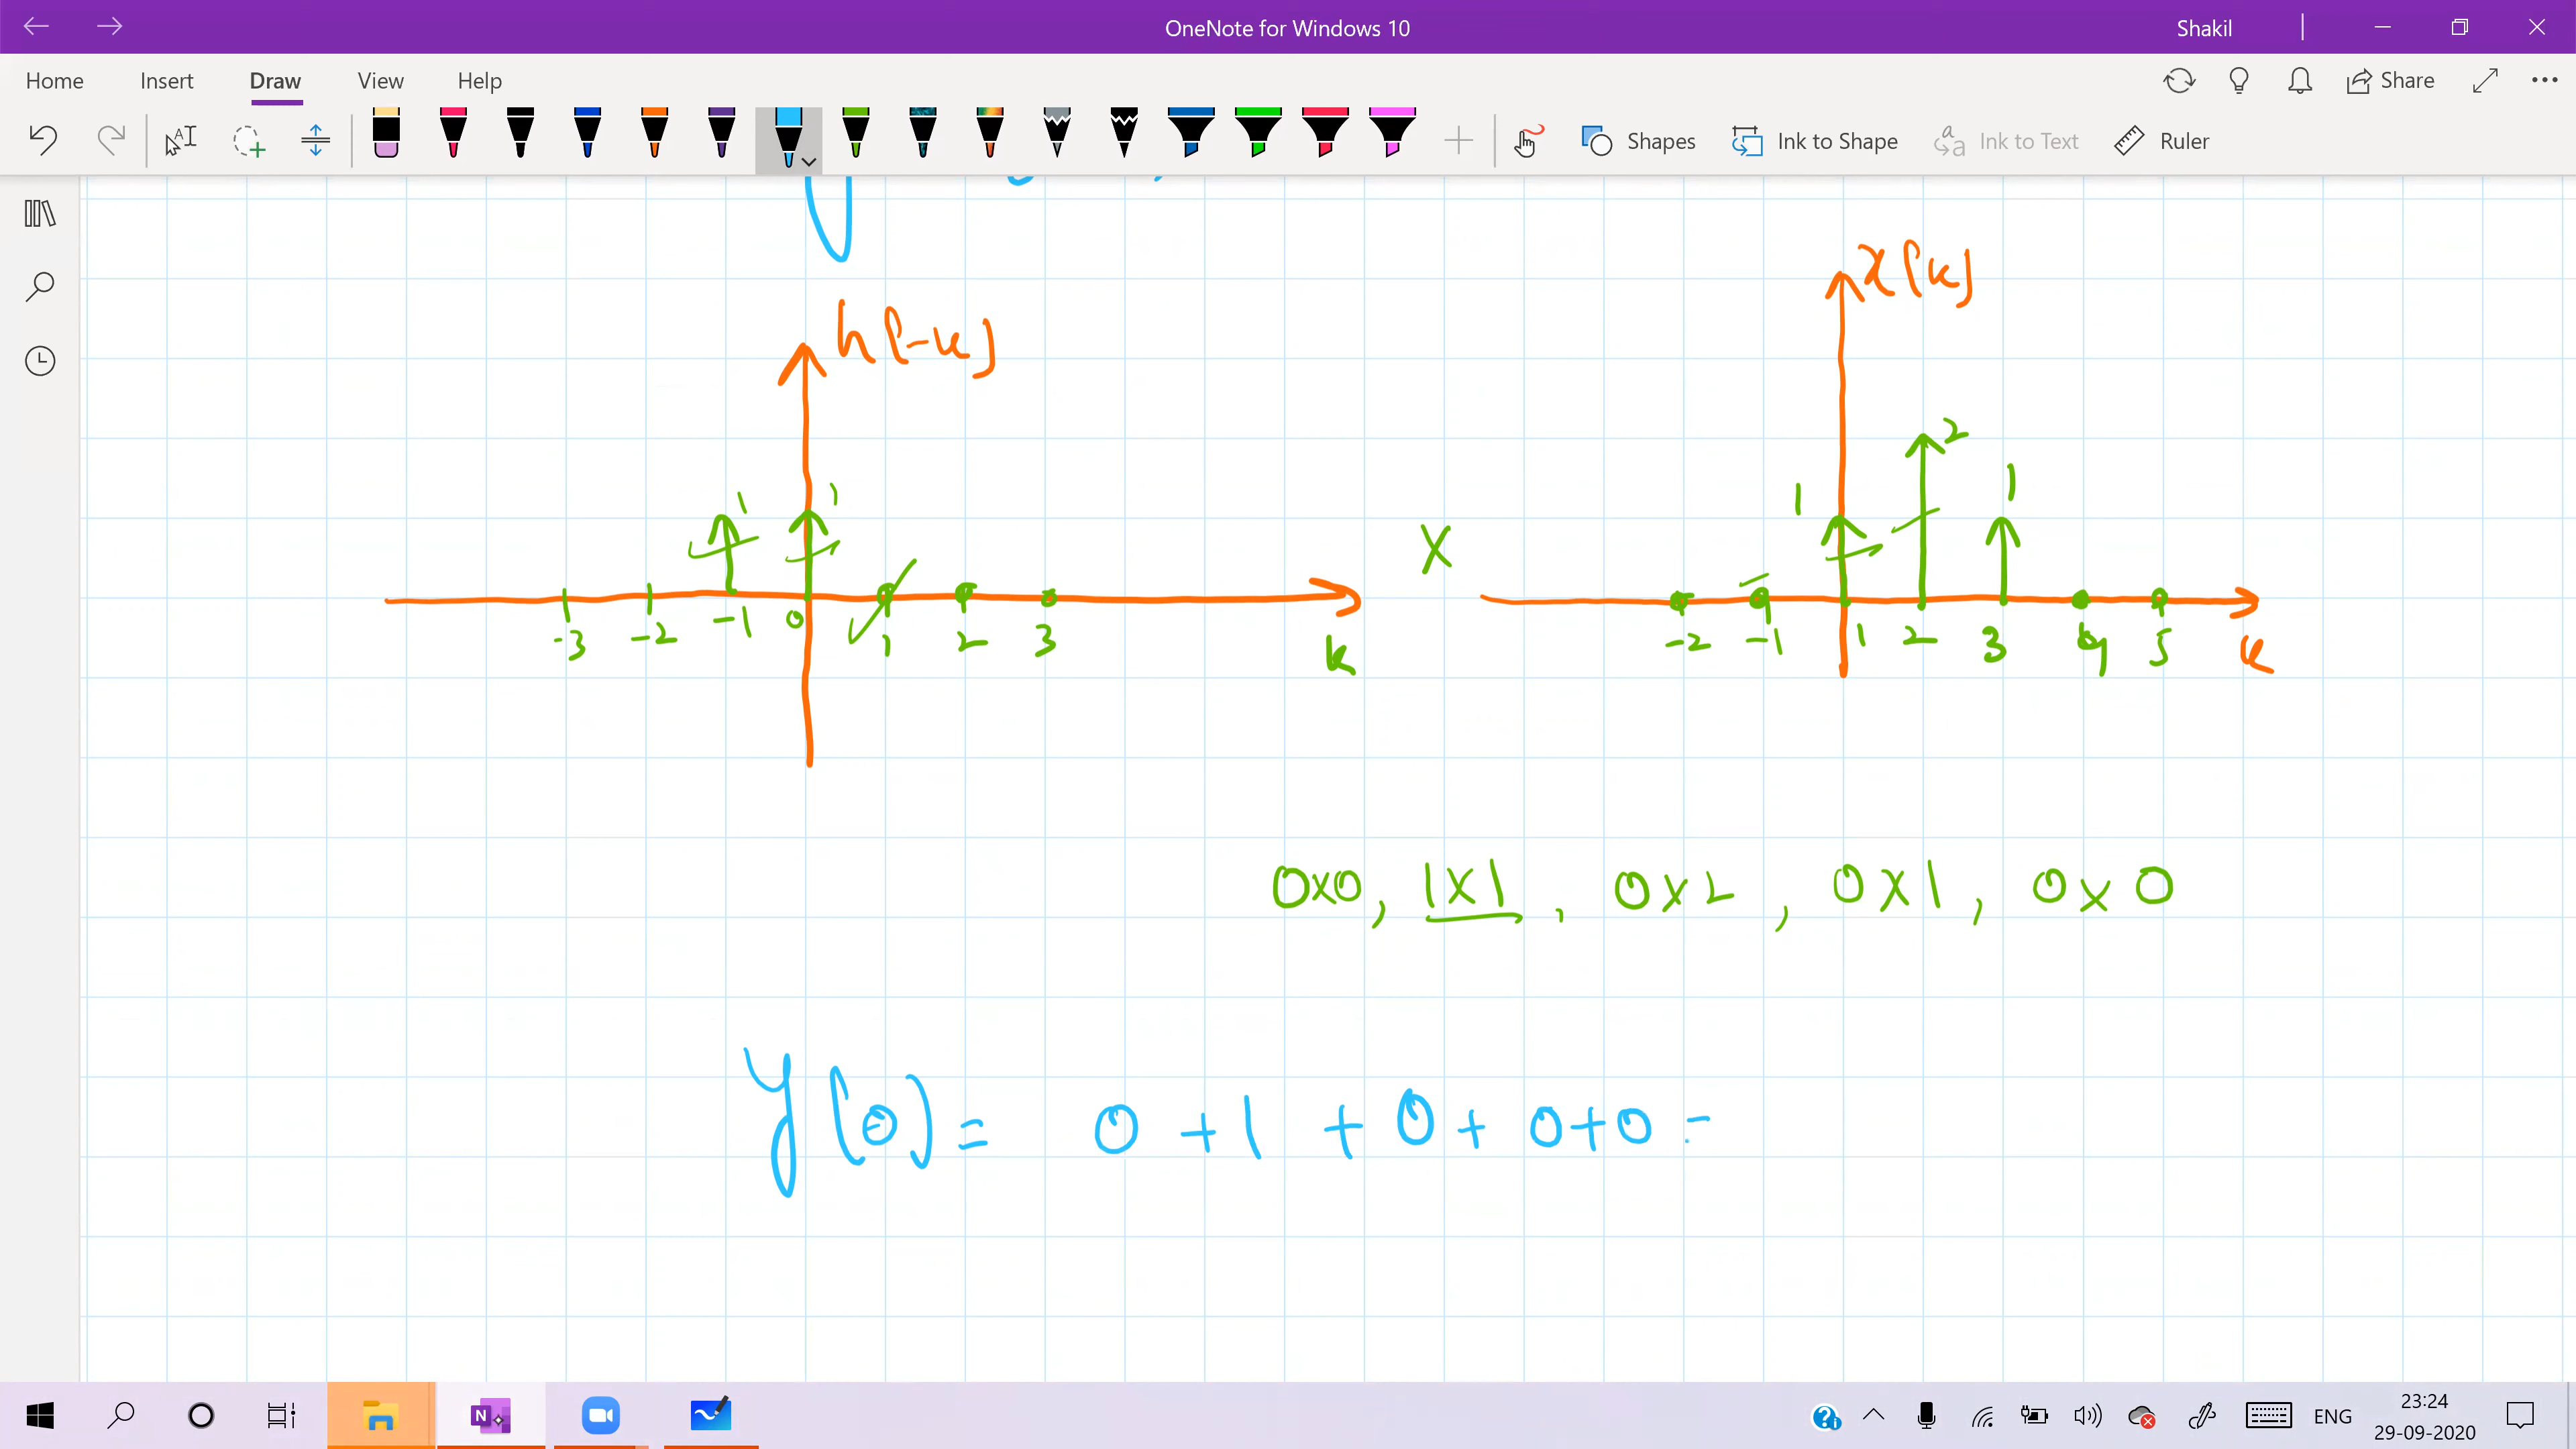 OneNote for Windows 10
Shakil
Home Insert Draw View Help
Share
Shapes Ink to Shape Ink to Text Ruler
h[-k]
x[k]
1 1
1 2 1
X
-3 -2 -1 0 1 2 3 k
-2 -1 1 2 3 4 5 k
0x0, 1x1, 0x2, 0x1, 0x0
y[0] = 0 + 1 + 0 + 0 + 0 =
ENG
23:24
29-09-2020